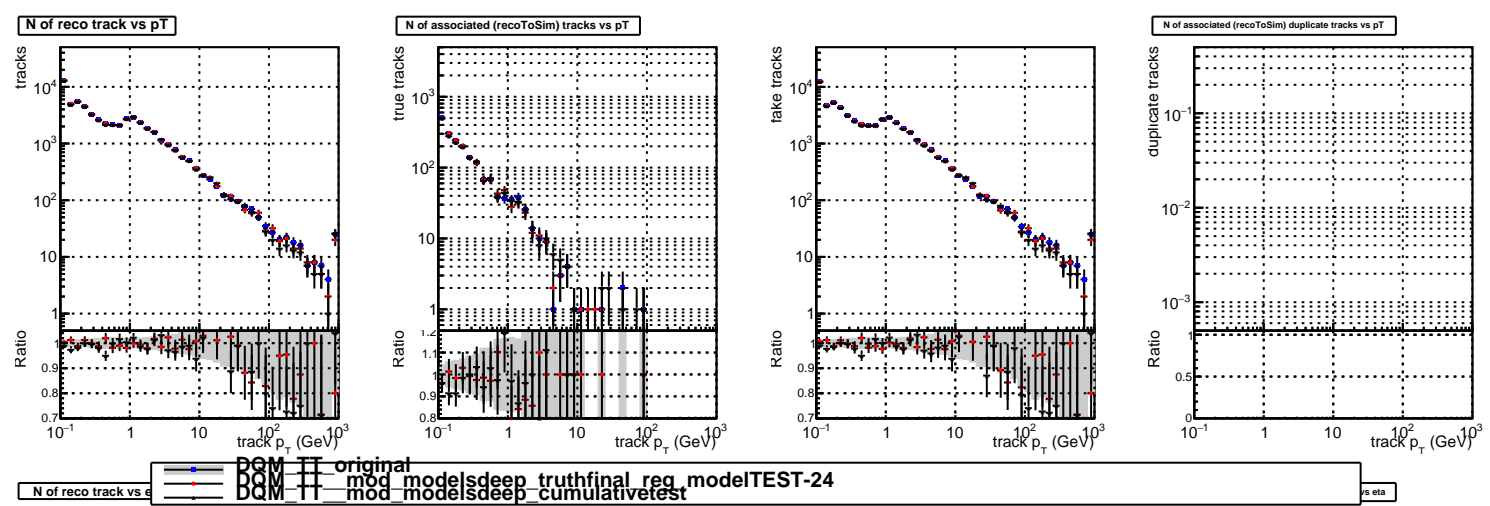 N of reco track vs pT
N of associated (recoToSim) tracks vs pT
N of associated (recoToSim) duplicate tracks vs pT
tracks
10⁴
10³
10²
10
1
Ratio
0.9
0.8
0.7
10⁻¹ 1 10 10² 10³
track p_T (GeV)
true tracks
10³
10²
10
1
Ratio
1.2
1.1
1
0.9
0.8
10⁻¹ 1 10 10² 10³
track p_T (GeV)
fake tracks
10⁴
10³
10²
10
1
Ratio
0.9
0.8
0.7
10⁻¹ 1 10 10² 10³
track p_T (GeV)
duplicate tracks
10⁻¹
10⁻²
10⁻³
Ratio
1
0.5
0
10⁻¹ 1 10 10² 10³
track p_T (GeV)
DQM_TT_original
DQM_TT__mod_modelsdeep_truthfinal_reg_modelTEST-24
DQM_TT__mod_modelsdeep_cumulativetest
N of reco track vs e
vs eta